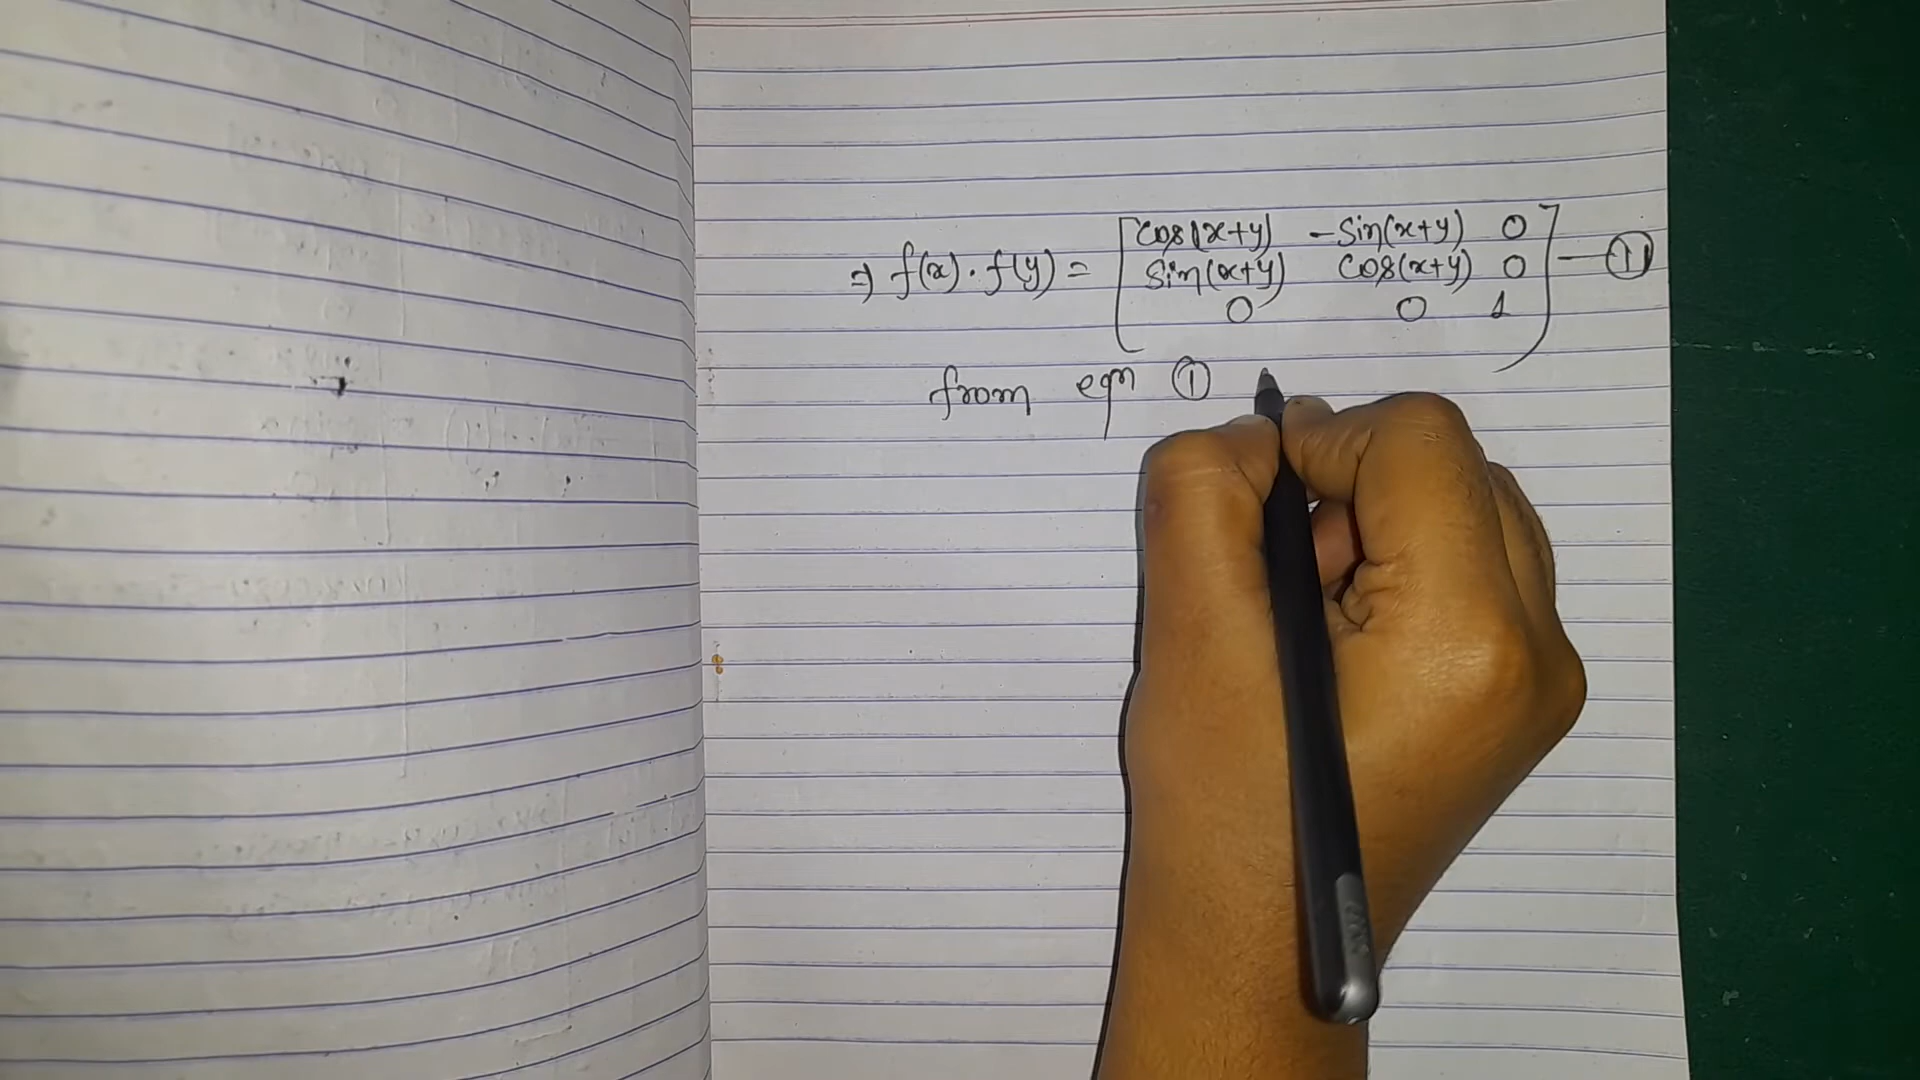 ⇒ f(x)·f(y) = [cos(x+y) -Sin(x+y) 0
Sin(x+y) cos(x+y) 0
0 0 1] — ①
from eqn ①